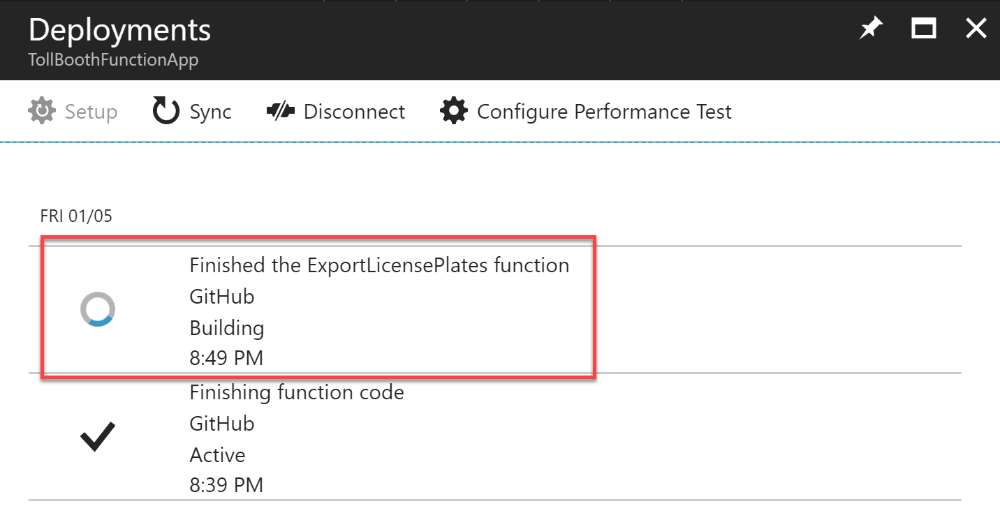 Deployments
TollBoothFunctionApp
Setup Sync Disconnect Configure Performance Test
FRI 01/05
Finished the ExportLicensePlates function
GitHub
Building
8:49 PM
Finishing function code
GitHub
Active
8:39 PM